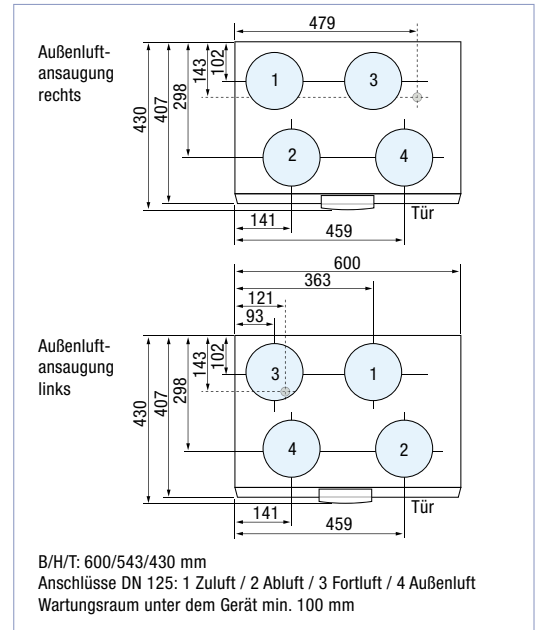 479
Außenluft-
ansaugung
rechts
430
407
298
143
102
1
3
2
4
Tür
141
459
600
363
121
93
Außenluft-
ansaugung
links
430
407
298
143
102
3
1
4
2
Tür
141
459
B/H/T: 600/543/430 mm
Anschlüsse DN 125: 1 Zuluft / 2 Abluft / 3 Fortluft / 4 Außenluft
Wartungsraum unter dem Gerät min. 100 mm